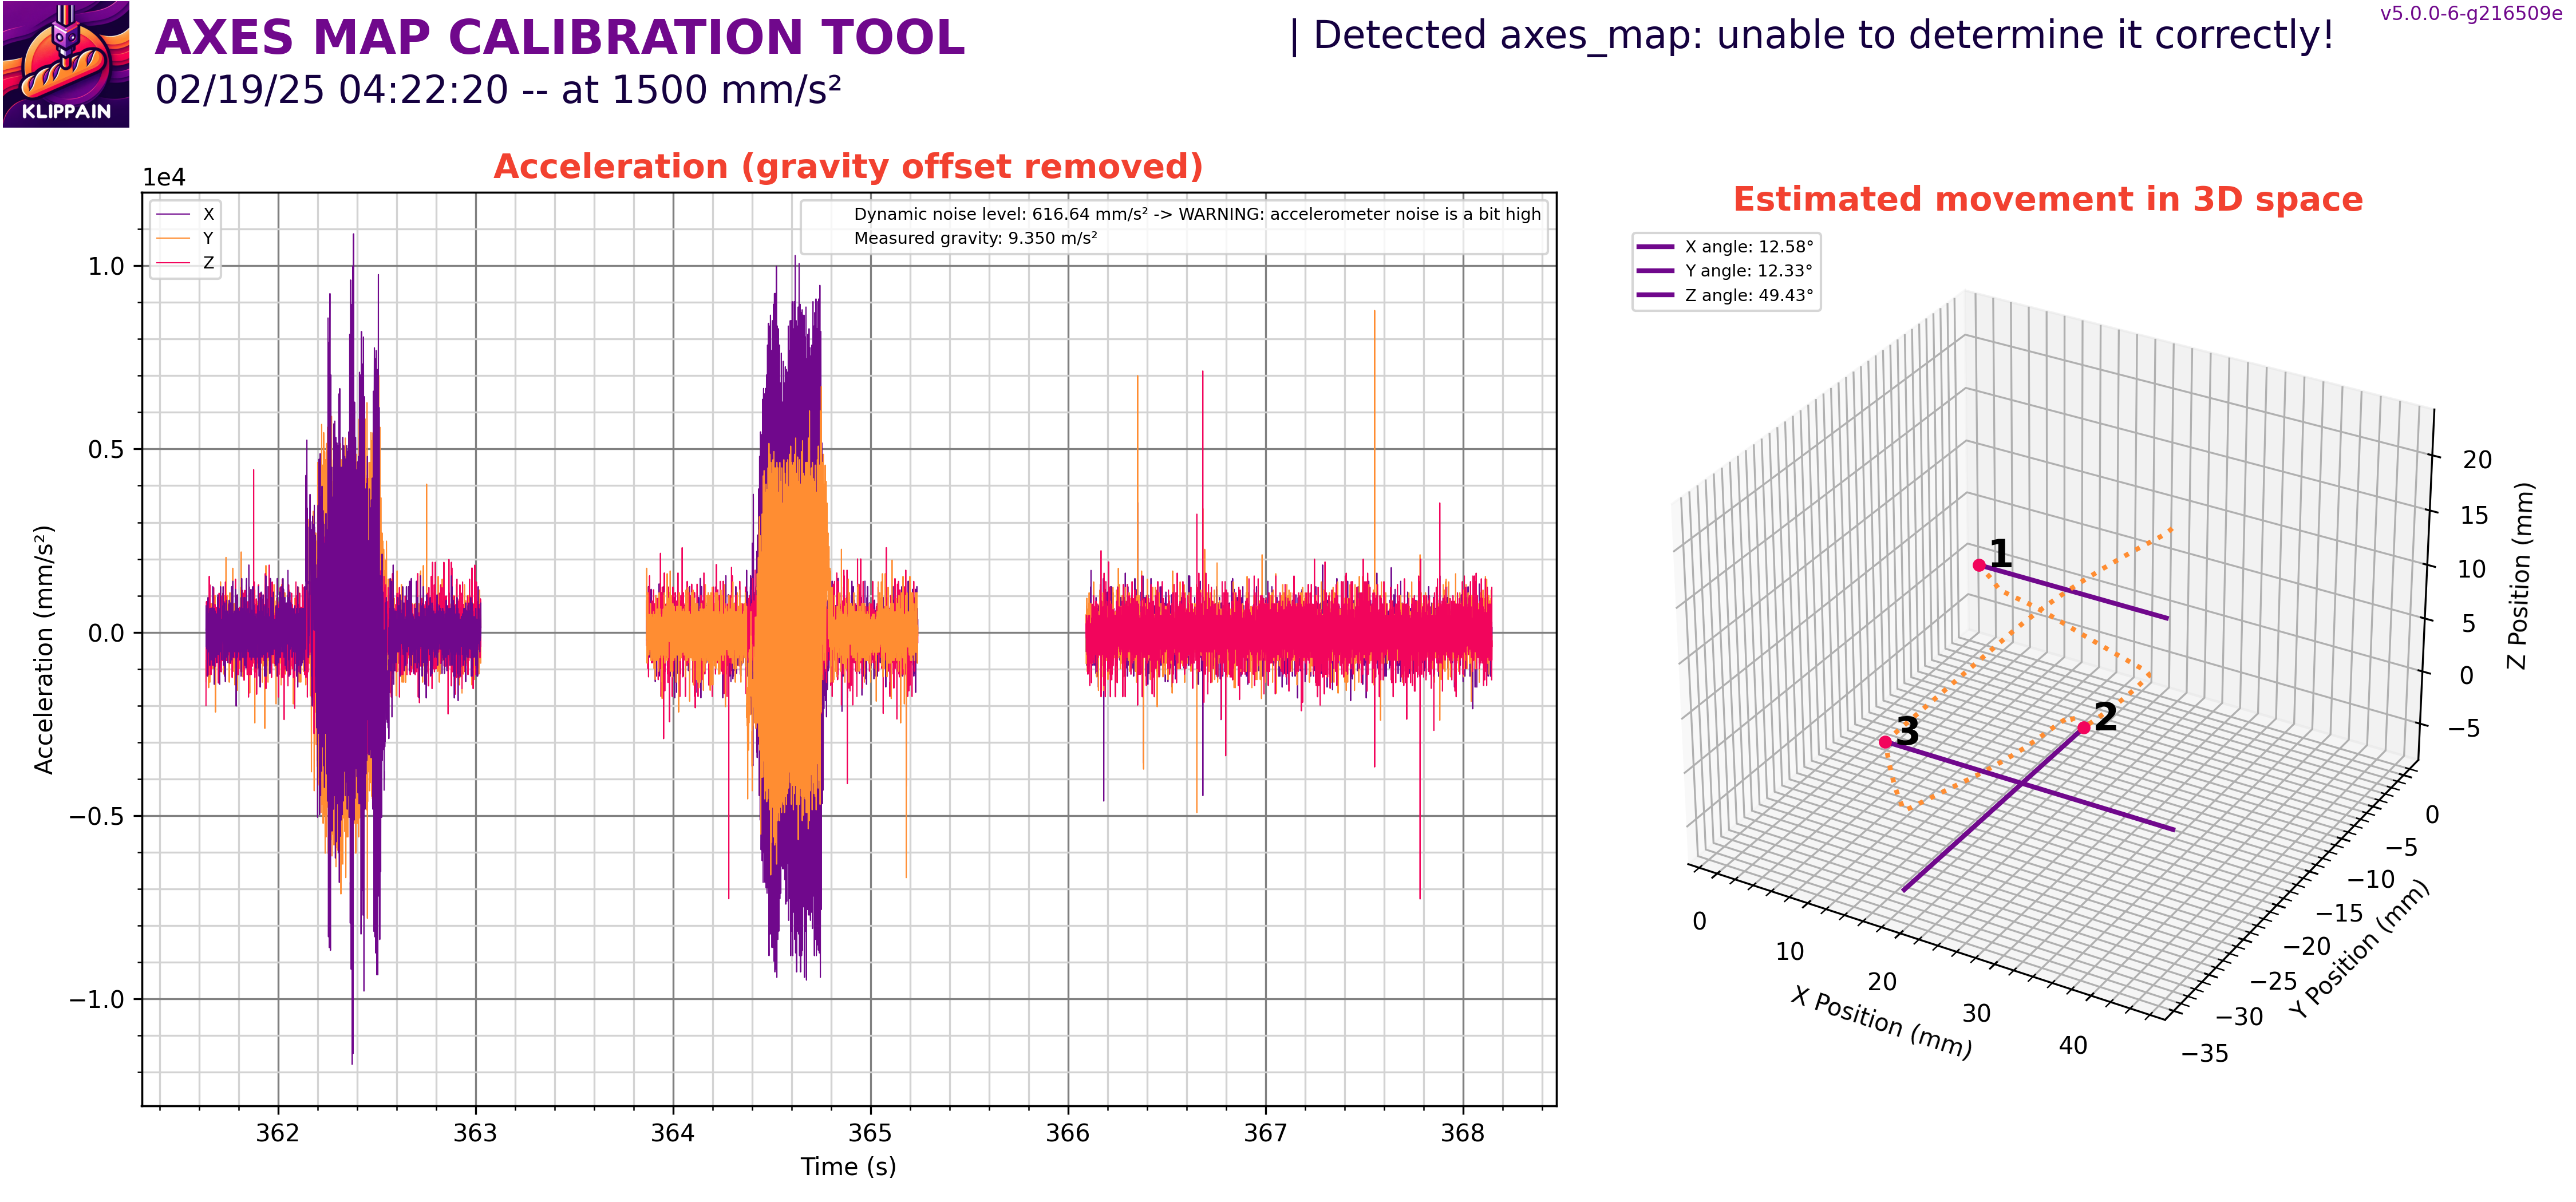 KLIPPAIN
AXES MAP CALIBRATION TOOL
02/19/25 04:22:20 -- at 1500 mm/s²
| Detected axes_map: unable to determine it correctly!
v5.0.0-6-g216509e
Acceleration (gravity offset removed)
1e4
X
Y
Z
Dynamic noise level: 616.64 mm/s² -> WARNING: accelerometer noise is a bit high
Measured gravity: 9.350 m/s²
1.0
0.5
0.0
−0.5
−1.0
Acceleration (mm/s²)
362
363
364
365
366
367
368
Time (s)
Estimated movement in 3D space
X angle: 12.58°
Y angle: 12.33°
Z angle: 49.43°
1
2
3
20
15
10
5
0
−5
Z Position (mm)
0
10
20
30
40
X Position (mm)
0
−5
−10
−15
−20
−25
−30
−35
Y Position (mm)